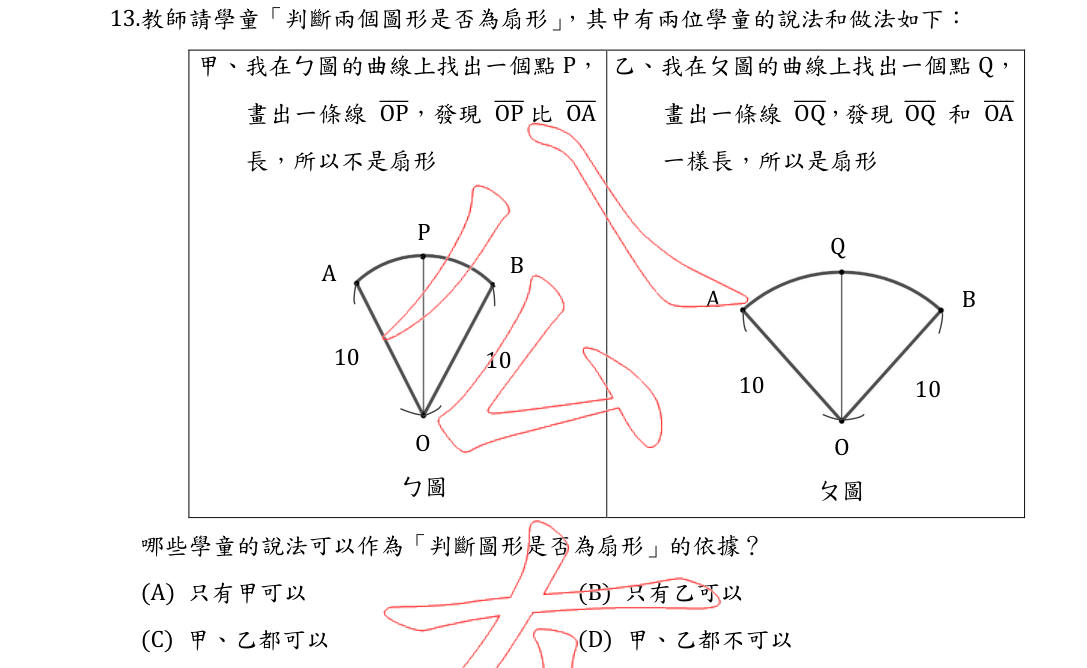 13.教師請學童「判斷兩個圖形是否為扇形」，其中有兩位學童的說法和做法如下：
甲、我在ㄅ圖的曲線上找出一個點 P，
畫出一條線 OP，發現 OP 比 OA
長，所以不是扇形
P
A
B
10
10
O
ㄅ圖
乙、我在ㄆ圖的曲線上找出一個點 Q，
畫出一條線 OQ，發現 OQ 和 OA
一樣長，所以是扇形
Q
A
B
10
10
O
ㄆ圖
哪些學童的說法可以作為「判斷圖形是否為扇形」的依據？
(A) 只有甲可以
(B) 只有乙可以
(C) 甲、乙都可以
(D) 甲、乙都不可以